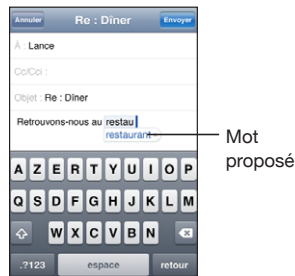 Annuler Re : Dîner Envoyer
À : Lance
Cc/Cci :
Objet : Re : Dîner
Retrouvons-nous au restau
restaurant
Mot
proposé
A Z E R T Y U I O P
Q S D F G H J K L M
W X C V B N
.?123 espace retour